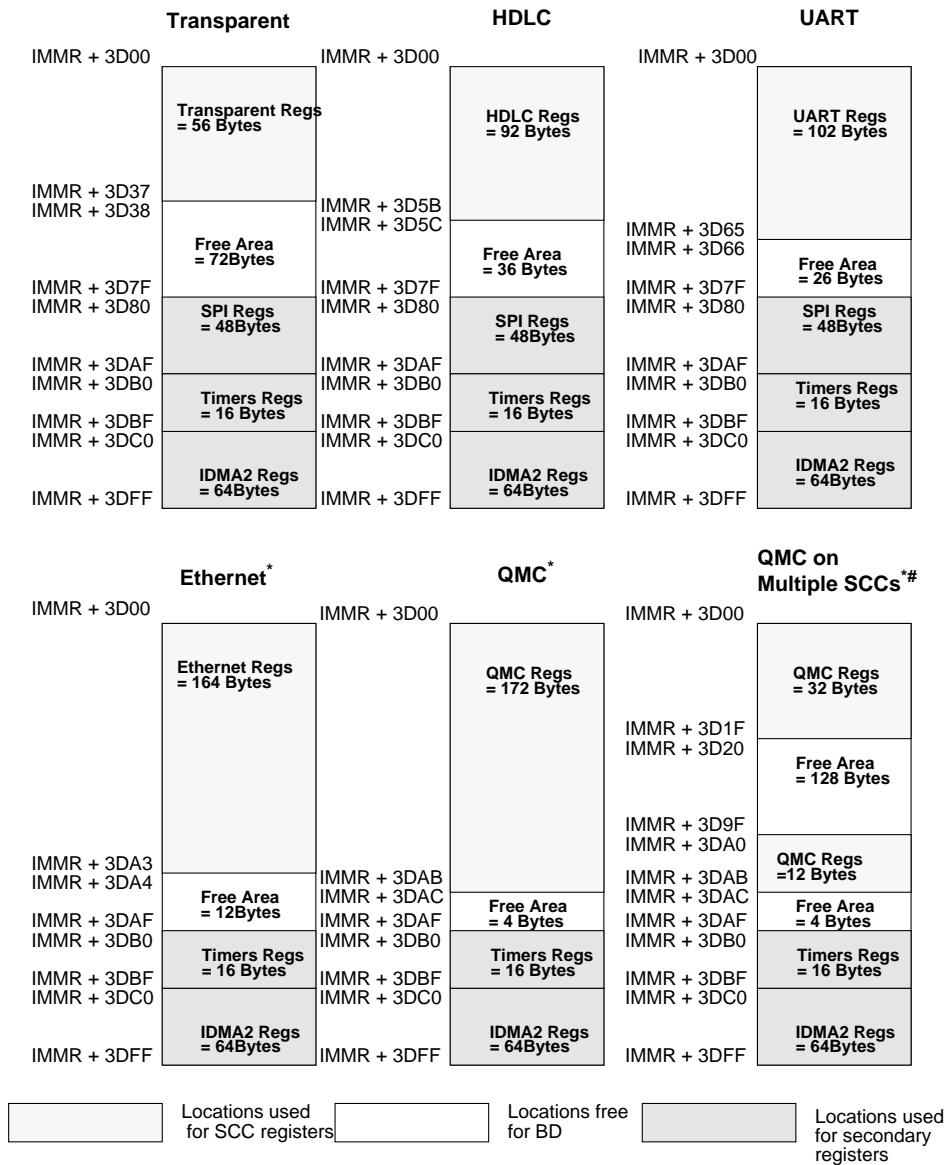 Transparent
IMMR + 3D00
Transparent Regs
= 56 Bytes
IMMR + 3D37
IMMR + 3D38
Free Area
= 72Bytes
IMMR + 3D7F
IMMR + 3D80
SPI Regs
= 48Bytes
IMMR + 3DAF
IMMR + 3DB0
Timers Regs
= 16 Bytes
IMMR + 3DBF
IMMR + 3DC0
IDMA2 Regs
= 64Bytes
IMMR + 3DFF
HDLC
IMMR + 3D00
HDLC Regs
= 92 Bytes
IMMR + 3D5B
IMMR + 3D5C
Free Area
= 36 Bytes
IMMR + 3D7F
IMMR + 3D80
SPI Regs
= 48Bytes
IMMR + 3DAF
IMMR + 3DB0
Timers Regs
= 16 Bytes
IMMR + 3DBF
IMMR + 3DC0
IDMA2 Regs
= 64Bytes
IMMR + 3DFF
UART
IMMR + 3D00
UART Regs
= 102 Bytes
IMMR + 3D65
IMMR + 3D66
Free Area
= 26 Bytes
IMMR + 3D7F
IMMR + 3D80
SPI Regs
= 48Bytes
IMMR + 3DAF
IMMR + 3DB0
Timers Regs
= 16 Bytes
IMMR + 3DBF
IMMR + 3DC0
IDMA2 Regs
= 64Bytes
IMMR + 3DFF
Ethernet*
IMMR + 3D00
Ethernet Regs
= 164 Bytes
IMMR + 3DA3
IMMR + 3DA4
Free Area
= 12Bytes
IMMR + 3DAF
IMMR + 3DB0
Timers Regs
= 16 Bytes
IMMR + 3DBF
IMMR + 3DC0
IDMA2 Regs
= 64Bytes
IMMR + 3DFF
QMC*
IMMR + 3D00
QMC Regs
= 172 Bytes
IMMR + 3DAB
IMMR + 3DAC
Free Area
= 4 Bytes
IMMR + 3DAF
IMMR + 3DB0
Timers Regs
= 16 Bytes
IMMR + 3DBF
IMMR + 3DC0
IDMA2 Regs
= 64Bytes
IMMR + 3DFF
QMC on
Multiple SCCs*#
IMMR + 3D00
QMC Regs
= 32 Bytes
IMMR + 3D1F
IMMR + 3D20
Free Area
= 128 Bytes
IMMR + 3D9F
IMMR + 3DA0
QMC Regs
=12 Bytes
IMMR + 3DAB
IMMR + 3DAC
Free Area
= 4 Bytes
IMMR + 3DAF
IMMR + 3DB0
Timers Regs
= 16 Bytes
IMMR + 3DBF
IMMR + 3DC0
IDMA2 Regs
= 64Bytes
IMMR + 3DFF
Locations used
for SCC registers
Locations free
for BD
Locations used
for secondary
registers